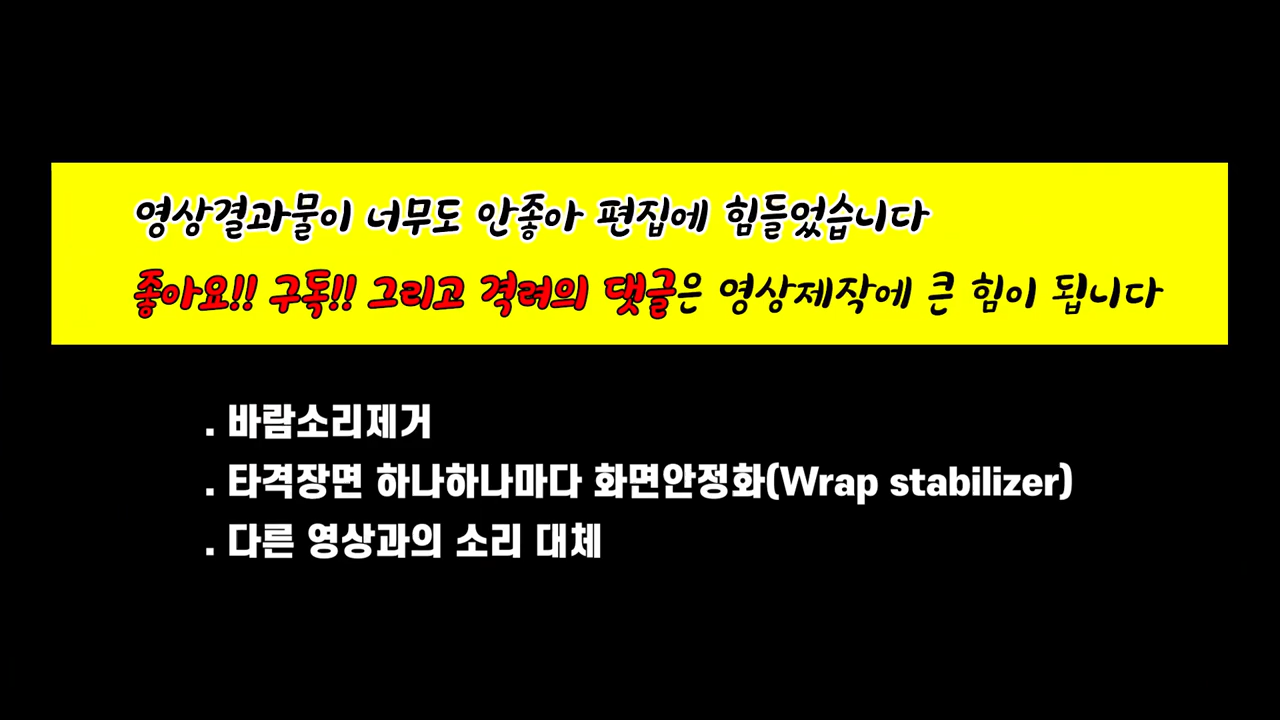 영상결과물이 너무도 안좋아 편집에 힘들었습니다
좋아요!! 구독!! 그리고 격려의 댓글은 영상제작에 큰 힘이 됩니다
. 바람소리제거
. 타격장면 하나하나마다 화면안정화(Wrap stabilizer)
. 다른 영상과의 소리 대체